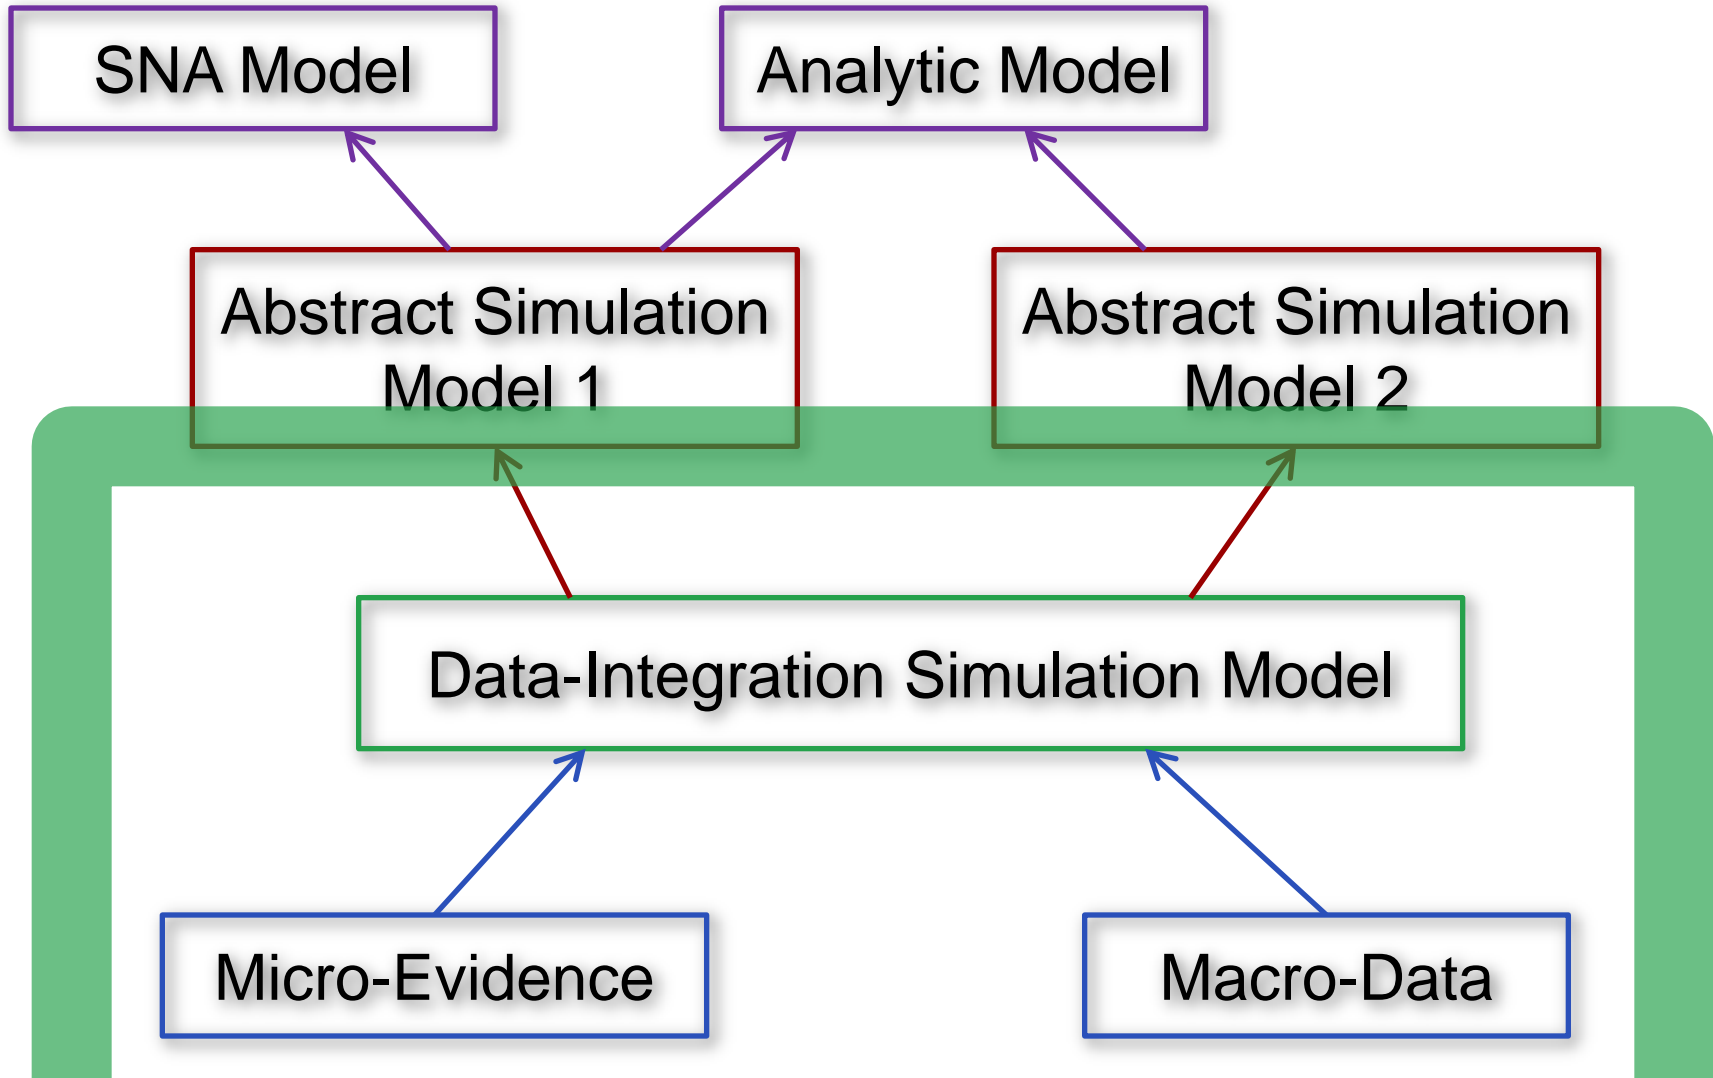 SNA Model
Analytic Model
Abstract Simulation
Model 1
Abstract Simulation
Model 2
Data-Integration Simulation Model
Micro-Evidence
Macro-Data